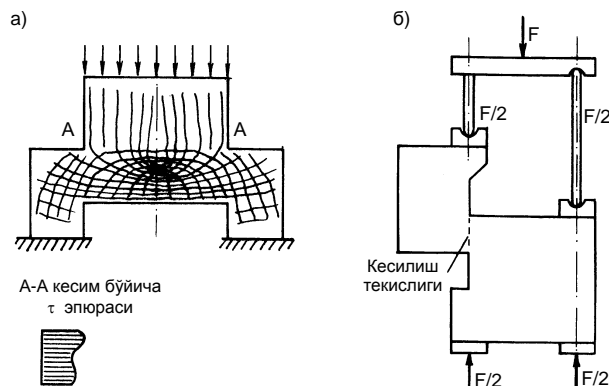 а)
б)
F
А
А
F/2
F/2
А-А кесим бўйича
τ эпюраси
Кесилиш
текислиги
F/2
F/2